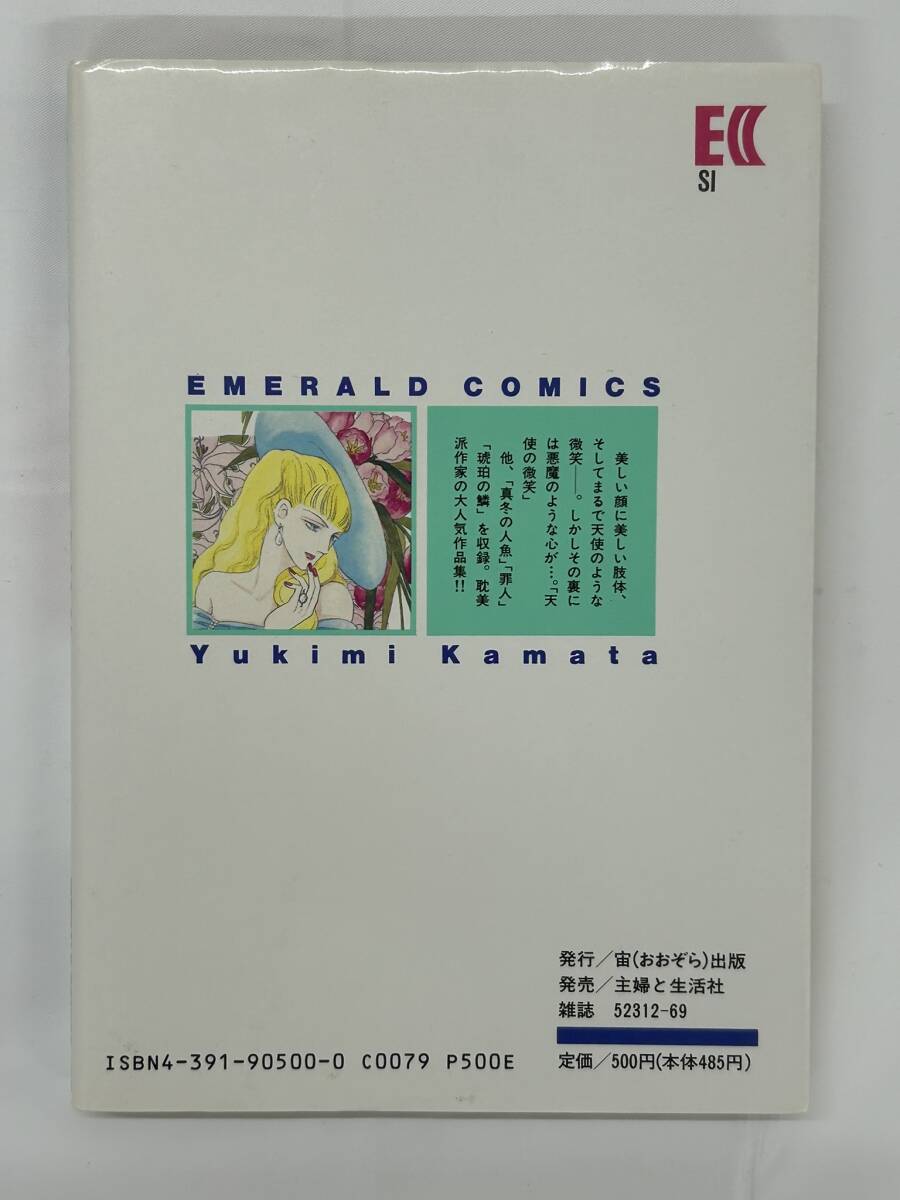 EC
SI
EMERALD COMICS
美しい顔に美しい肢体、
そしてまるで天使のような
微笑――。しかしその裏に
は悪魔のような心が…。「天
使の微笑」
他、「真冬の人魚」「罪人」
「琥珀の鱗」を収録。耽美
派作家の大人気作品集!!
Yukimi Kamata
発行／宙(おおぞら)出版
発売／主婦と生活社
雑誌 52312-69
ISBN4-391-90500-0 C0079 P500E
定価／500円(本体485円)